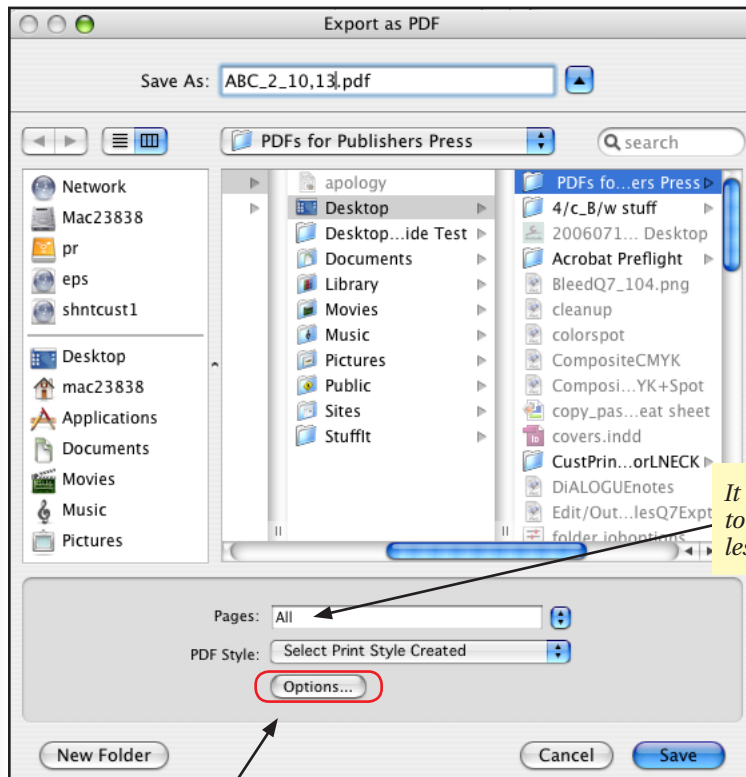 Export as PDF
Save As: ABC_2_10,13.pdf
PDFs for Publishers Press
search
Network
Mac23838
pr
eps
shntcust1
Desktop
mac23838
Applications
Documents
Movies
Music
Pictures
apology
Desktop
Desktop...ide Test
Documents
Library
Movies
Music
Pictures
Public
Sites
StuffIt
PDFs fo...ers Press
4/c_B/w stuff
2006071... Desktop
Acrobat Preflight
BleedQ7_104.png
cleanup
colorspot
CompositeCMYK
Composi...YK+Spot
copy_pas...eat sheet
covers.indd
CustPrin...orLNECK
DiALOGUEnotes
Edit/Out...lesQ7Expt
folder joboptions
It
to
les
Pages: All
PDF Style: Select Print Style Created
Options...
New Folder
Cancel
Save